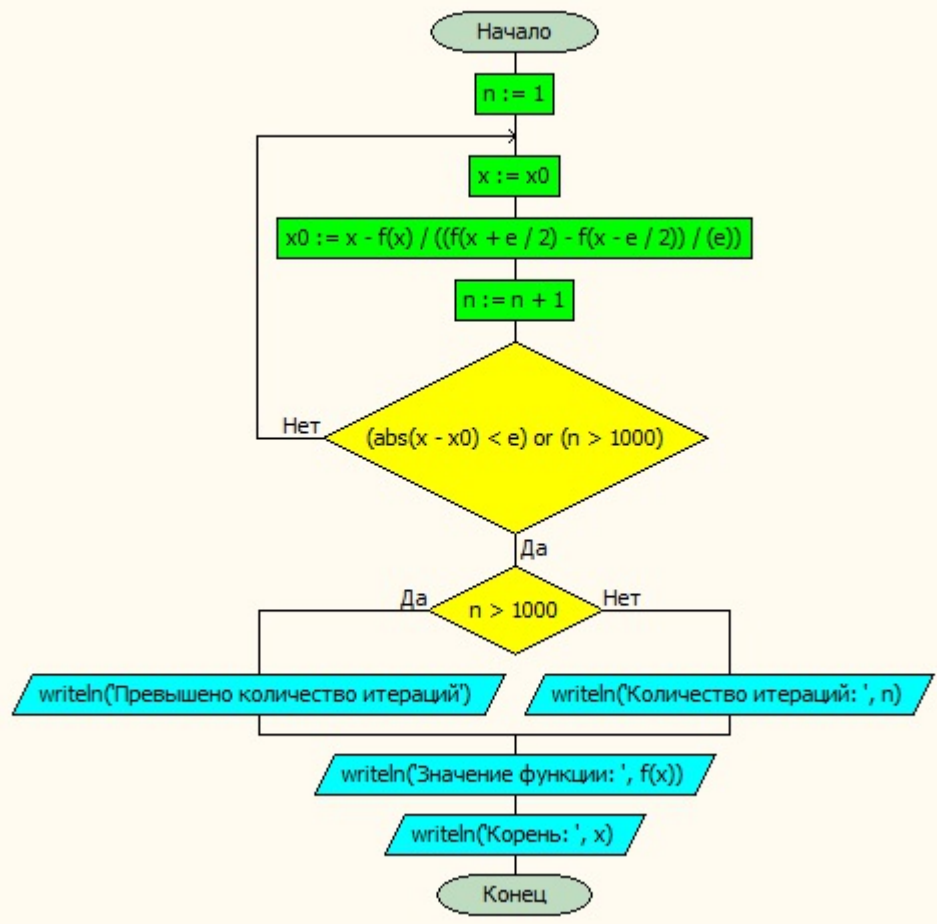 Начало
n := 1
x := x0
x0 := x - f(x) / ((f(x + e / 2) - f(x - e / 2)) / (e))
n := n + 1
Нет
(abs(x - x0) < e) or (n > 1000)
Да
Да
n > 1000
Нет
writeln('Превышено количество итераций')
writeln('Количество итераций: ', n)
writeln('Значение функции: ', f(x))
writeln('Корень: ', x)
Конец